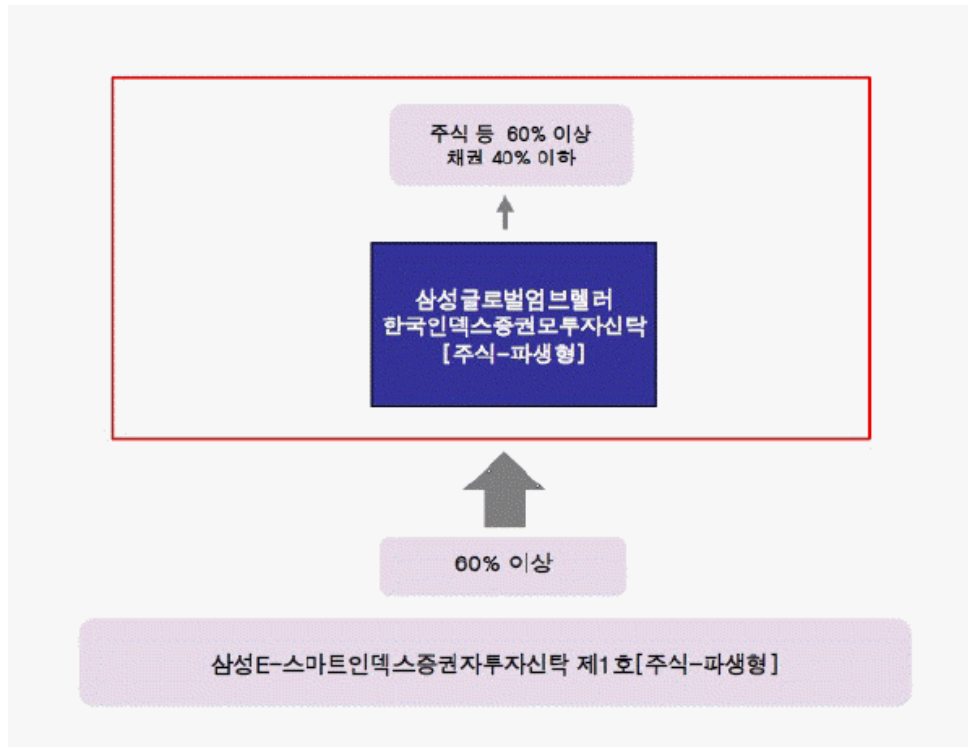 주식 등 60% 이상
채권 40% 이하
삼성글로벌엄브렐러
한국인덱스증권모투자신탁
[주식-파생형]
60% 이상
삼성E-스마트인덱스증권자투자신탁 제1호[주식-파생형]